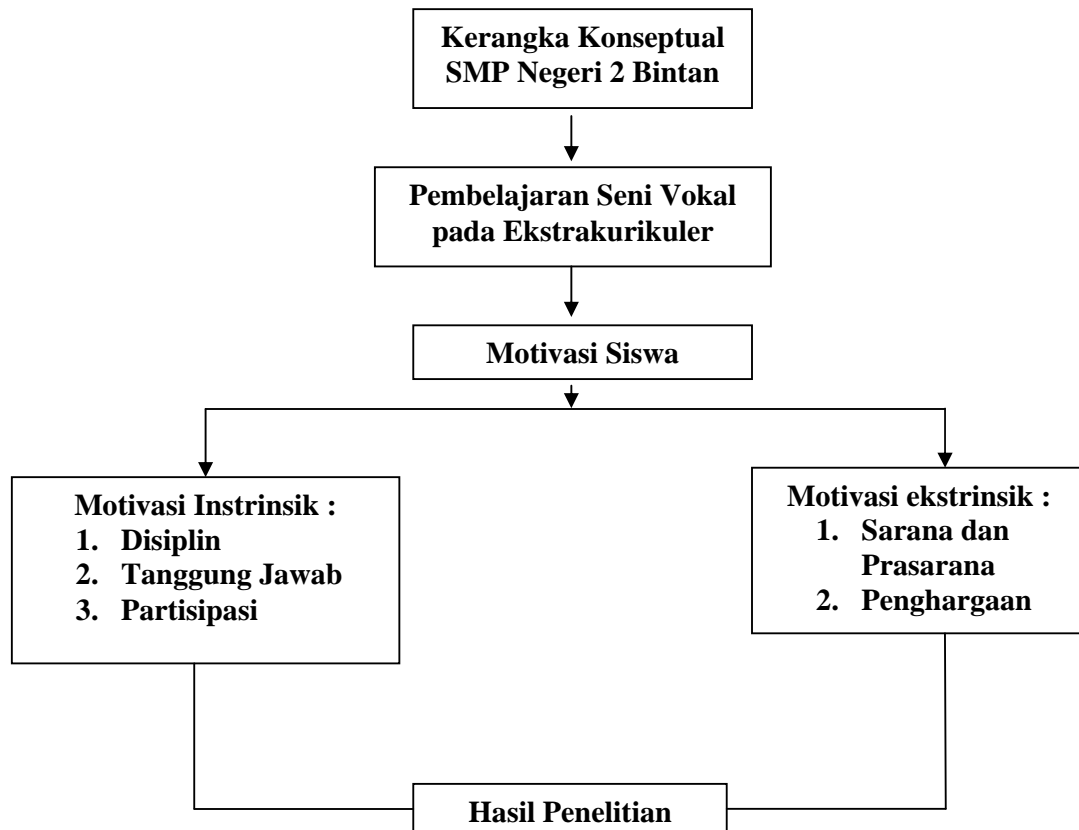 Kerangka Konseptual
SMP Negeri 2 Bintan
Pembelajaran Seni Vokal
pada Ekstrakurikuler
Motivasi Siswa
Motivasi Instrinsik :
1. Disiplin
2. Tanggung Jawab
3. Partisipasi
Motivasi ekstrinsik :
1. Sarana dan
Prasarana
2. Penghargaan
Hasil Penelitian